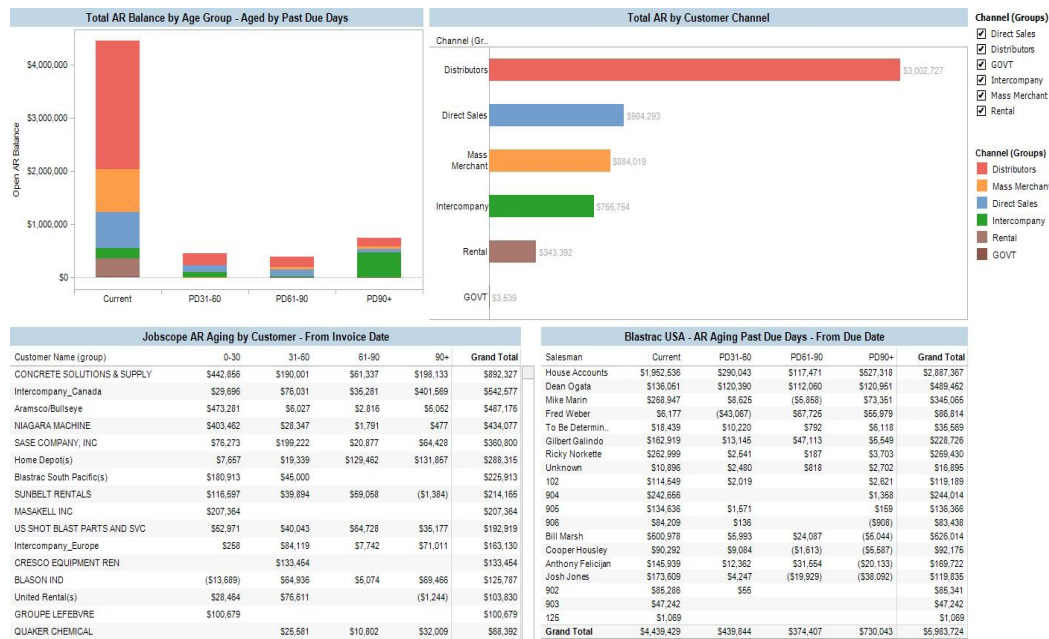 Total AR Balance by Age Group - Aged by Past Due Days
Open AR Balance
$4,000,000
$3,000,000
$2,000,000
$1,000,000
$0
Current PD31-60 PD61-90 PD90+
Total AR by Customer Channel
Channel (Gr..
Distributors $3,002,727
Direct Sales $984,293
Mass
Merchant $884,019
Intercompany $765,754
Rental $343,392
GOVT $3,539
Channel (Groups)
Direct Sales
Distributors
GOVT
Intercompany
Mass Merchant
Rental
Channel (Groups)
Distributors
Mass Merchant
Direct Sales
Intercompany
Rental
GOVT
Jobscope AR Aging by Customer - From Invoice Date
Customer Name (group) 0-30 31-60 61-90 90+ Grand Total
CONCRETE SOLUTIONS & SUPPLY $442,856 $190,001 $61,337 $198,133 $892,327
Intercompany_Canada $29,696 $76,031 $35,281 $401,569 $542,577
Aramsco/Bullseye $473,281 $6,027 $2,816 $5,052 $487,176
NIAGARA MACHINE $403,462 $28,347 $1,791 $477 $434,077
SASE COMPANY, INC $76,273 $199,222 $20,877 $64,428 $360,800
Home Depot(s) $7,657 $19,339 $129,462 $131,857 $288,315
Blastrac South Pacific(s) $180,913 $45,000 $225,913
SUNBELT RENTALS $116,597 $39,894 $59,058 ($1,384) $214,165
MASAKELL INC $207,364 $207,364
US SHOT BLAST PARTS AND SVC $52,971 $40,043 $64,728 $35,177 $192,919
Intercompany_Europe $258 $84,119 $7,742 $71,011 $163,130
CRESCO EQUIPMENT REN $133,454 $133,454
BLASON IND ($13,689) $64,936 $5,074 $69,466 $125,787
United Rental(s) $28,464 $76,611 ($1,244) $103,830
GROUPE LEFEBVRE $100,679 $100,679
QUAKER CHEMICAL $25,581 $10,802 $32,009 $68,392
Blastrac USA - AR Aging Past Due Days - From Due Date
Salesman Current PD31-60 PD61-90 PD90+ Grand Total
House Accounts $1,952,536 $290,043 $117,471 $527,318 $2,887,367
Dean Ogata $136,051 $120,390 $112,060 $120,951 $489,452
Mike Marin $268,947 $8,625 ($5,858) $73,351 $345,065
Fred Weber $6,177 ($43,067) $67,725 $55,979 $86,814
To Be Determin.. $18,439 $10,220 $792 $6,118 $35,569
Gilbert Galindo $162,919 $13,145 $47,113 $5,549 $228,726
Ricky Norkette $262,999 $2,541 $187 $3,703 $269,430
Unknown $10,896 $2,480 $818 $2,702 $16,895
102 $114,549 $2,019 $2,621 $119,189
904 $242,656 $1,358 $244,014
905 $134,636 $1,571 $159 $136,366
906 $84,209 $136 ($908) $83,438
Bill Marsh $500,978 $5,993 $24,087 ($5,044) $526,014
Cooper Housley $90,292 $9,084 ($1,613) ($5,587) $92,175
Anthony Felicijan $145,939 $12,362 $31,554 ($20,133) $169,722
Josh Jones $173,609 $4,247 ($19,929) ($38,092) $119,835
902 $85,286 $55 $85,341
903 $47,242 $47,242
125 $1,069 $1,069
Grand Total $4,439,429 $439,844 $374,407 $730,043 $5,983,724